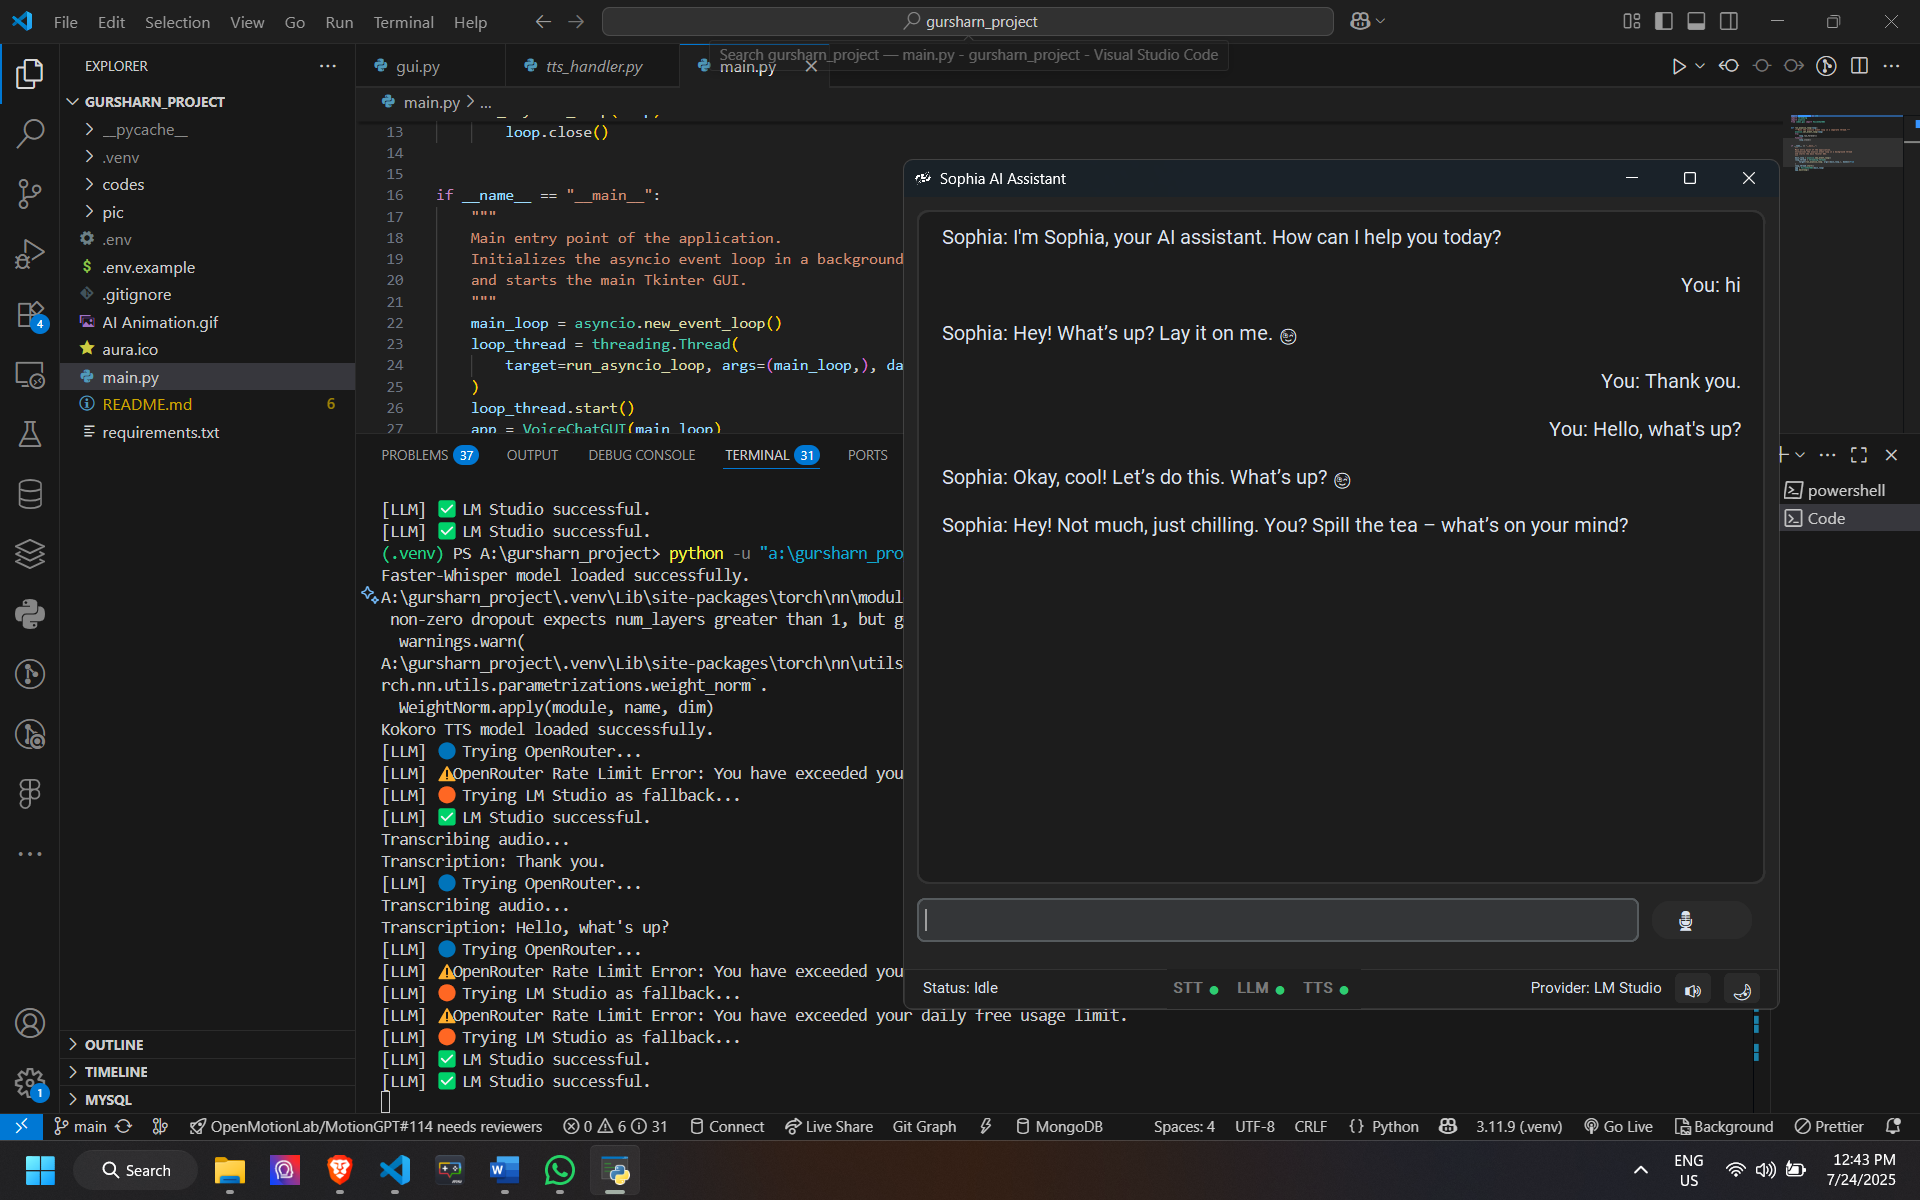 File Edit Selection View Go Run Terminal Help
gursharn_project
Search gursharn_project — main.py - gursharn_project - Visual Studio Code
EXPLORER
GURSHARN_PROJECT
__pycache__
.venv
codes
pic
.env
.env.example
.gitignore
AI Animation.gif
aura.ico
main.py
README.md 6
requirements.txt
OUTLINE
TIMELINE
MYSQL
4
1
gui.py
tts_handler.py
main.py
main.py > ...
13 loop.close()
14
15
16 if __name__ == "__main__":
17 """
18 Main entry point of the application.
19 Initializes the asyncio event loop in a background
20 and starts the main Tkinter GUI.
21 """
22 main_loop = asyncio.new_event_loop()
23 loop_thread = threading.Thread(
24 target=run_asyncio_loop, args=(main_loop,), da
25 )
26 loop_thread.start()
27 app = VoiceChatGUI(main_loop)
PROBLEMS 37 OUTPUT DEBUG CONSOLE TERMINAL 31 PORTS
powershell
Code
[LLM] ✅ LM Studio successful.
[LLM] ✅ LM Studio successful.
(.venv) PS A:\gursharn_project> python -u "a:\gursharn_pro
Faster-Whisper model loaded successfully.
A:\gursharn_project\.venv\Lib\site-packages\torch\nn\modul
non-zero dropout expects num_layers greater than 1, but g
warnings.warn(
A:\gursharn_project\.venv\Lib\site-packages\torch\nn\utils
rch.nn.utils.parametrizations.weight_norm`.
WeightNorm.apply(module, name, dim)
Kokoro TTS model loaded successfully.
[LLM] 🔵 Trying OpenRouter...
[LLM] ⚠️OpenRouter Rate Limit Error: You have exceeded you
[LLM] 🟠 Trying LM Studio as fallback...
[LLM] ✅ LM Studio successful.
Transcribing audio...
Transcription: Thank you.
[LLM] 🔵 Trying OpenRouter...
Transcribing audio...
Transcription: Hello, what's up?
[LLM] 🔵 Trying OpenRouter...
[LLM] ⚠️OpenRouter Rate Limit Error: You have exceeded you
[LLM] 🟠 Trying LM Studio as fallback...
[LLM] ⚠️OpenRouter Rate Limit Error: You have exceeded your daily free usage limit.
[LLM] 🟠 Trying LM Studio as fallback...
[LLM] ✅ LM Studio successful.
[LLM] ✅ LM Studio successful.
Sophia AI Assistant
Sophia: I'm Sophia, your AI assistant. How can I help you today?
You: hi
Sophia: Hey! What’s up? Lay it on me. 😉
You: Thank you.
You: Hello, what's up?
Sophia: Okay, cool! Let’s do this. What’s up? 😉
Sophia: Hey! Not much, just chilling. You? Spill the tea – what’s on your mind?
Status: Idle STT ● LLM ● TTS ● Provider: LM Studio
main OpenMotionLab/MotionGPT#114 needs reviewers 0 6 31 Connect Live Share Git Graph MongoDB Spaces: 4 UTF-8 CRLF {} Python 3.11.9 (.venv) Go Live Background Prettier
Search
ENG
US
12:43 PM
7/24/2025